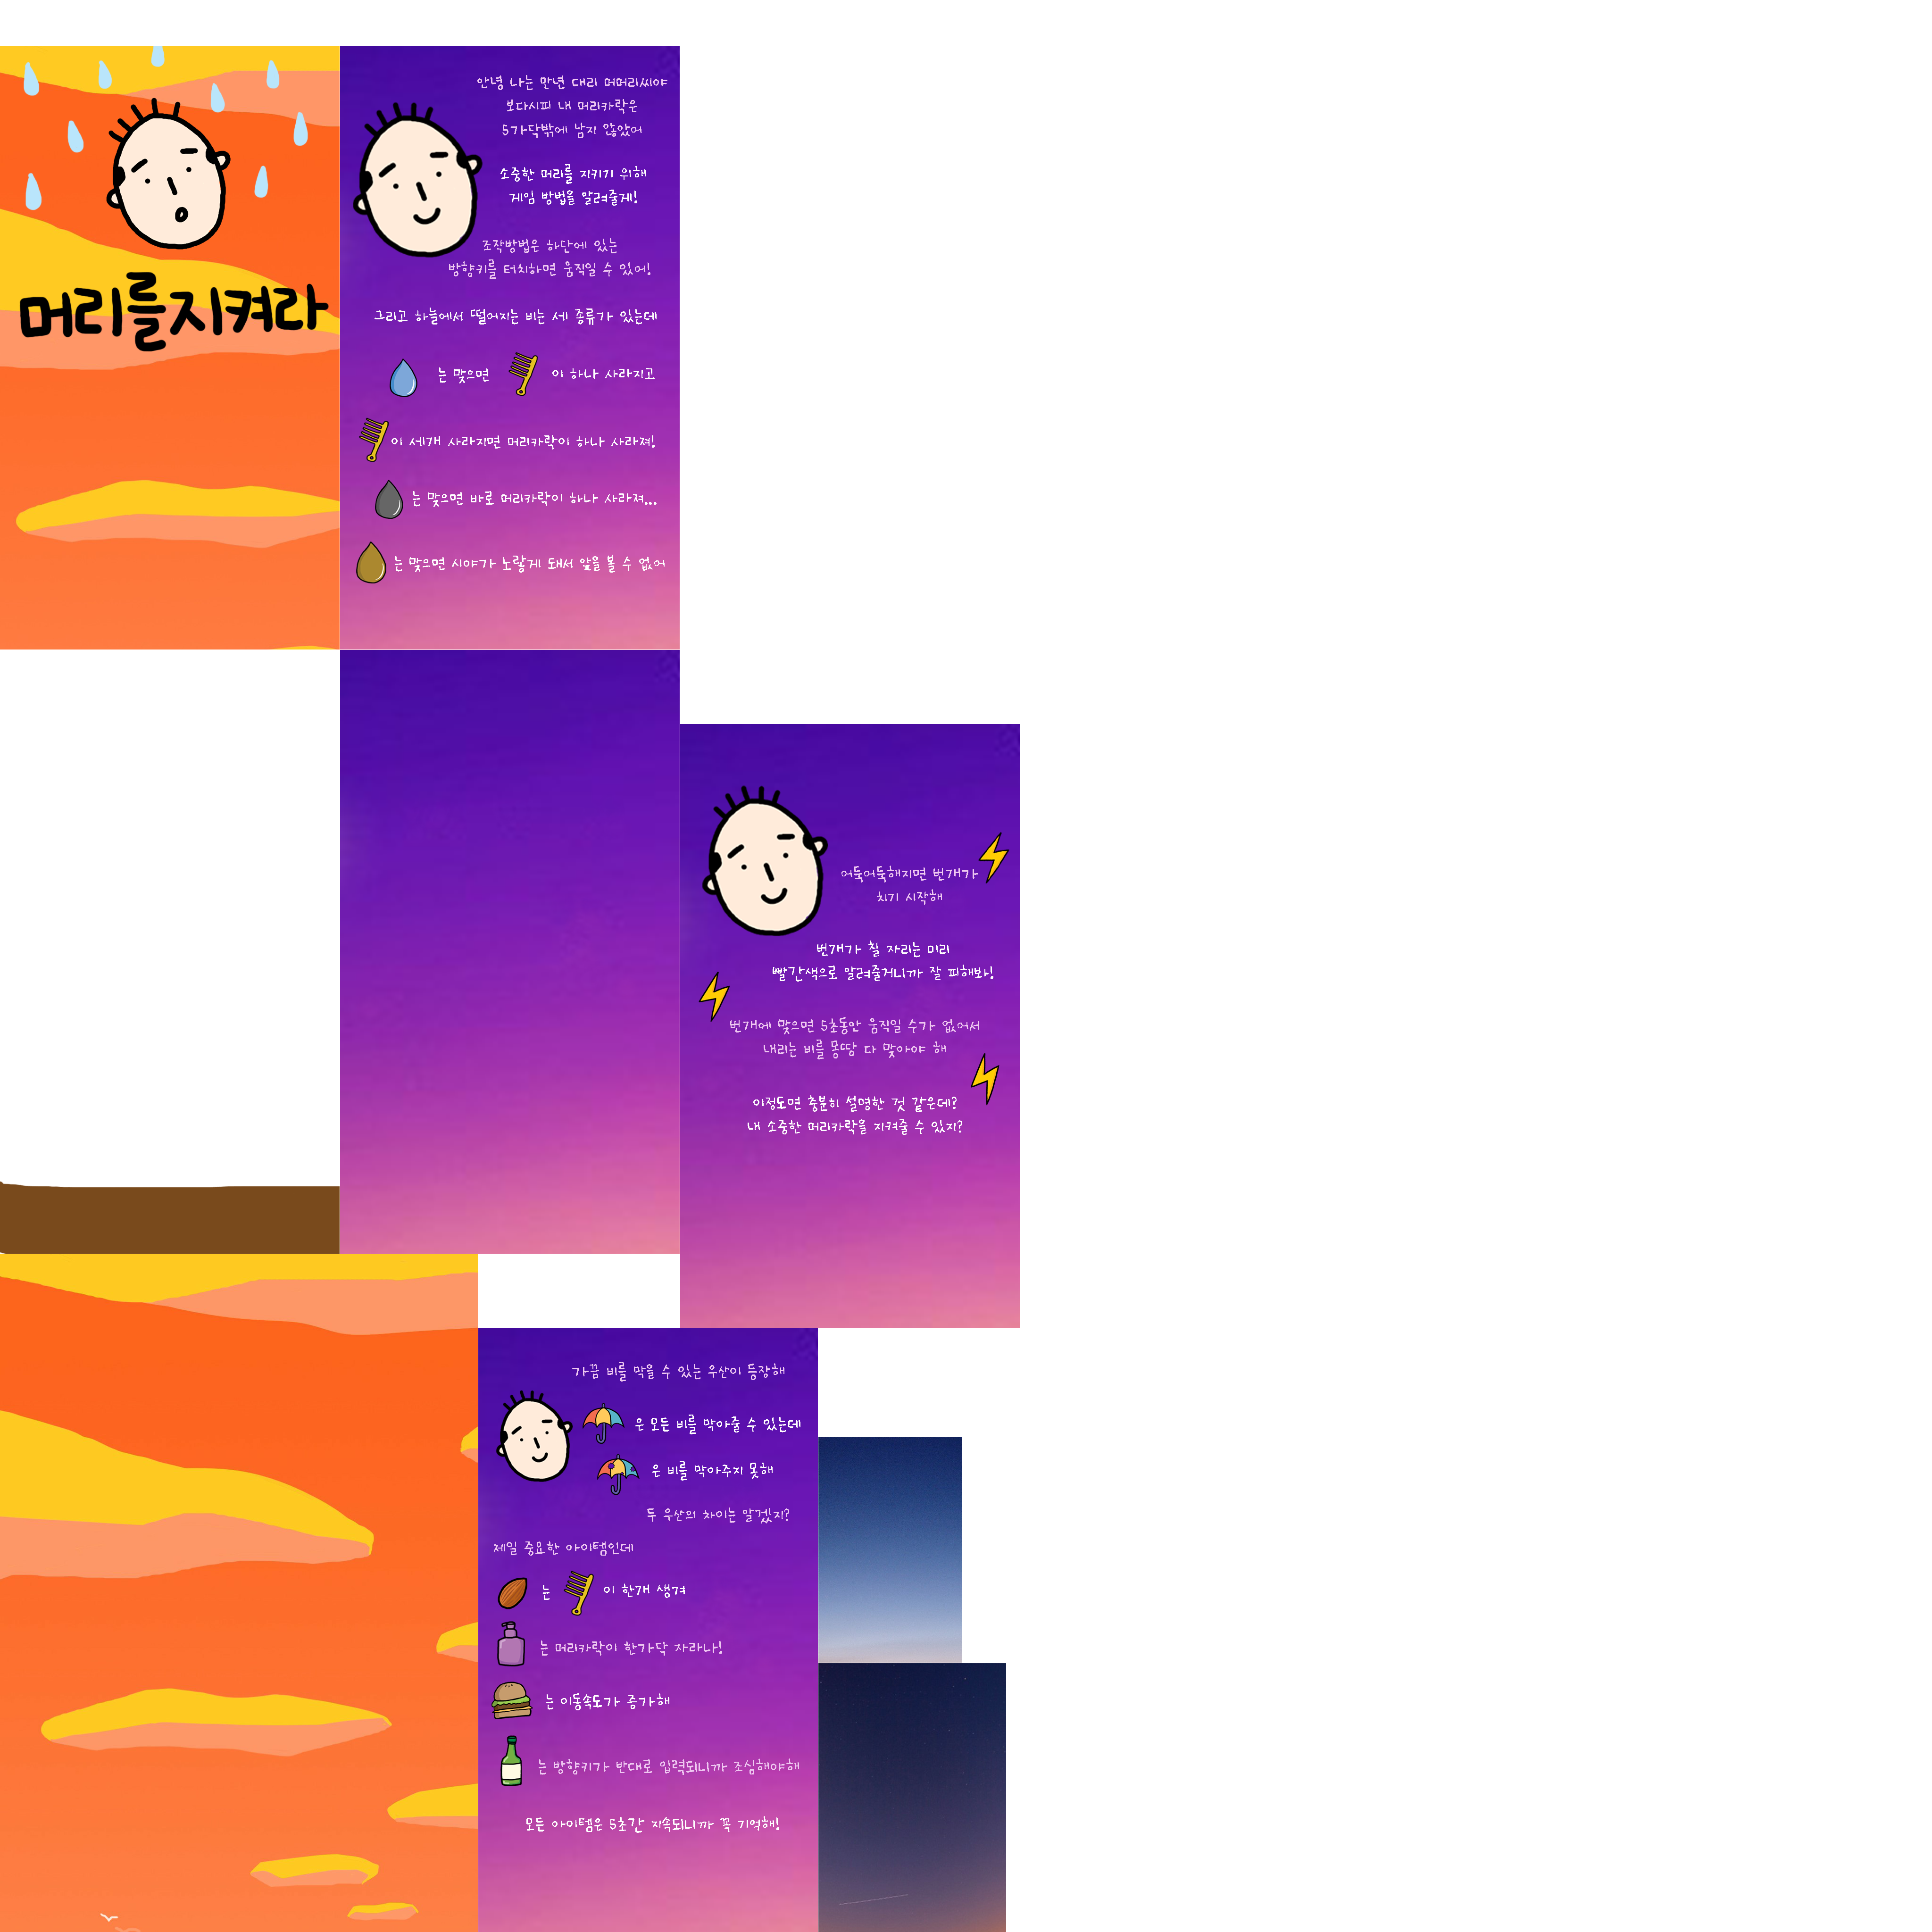 머리를지켜라
안녕 나는 만년 대리 머머리씨야
보다시피 내 머리카락은
5가닥밖에 남지 않았어
소중한 머리를 지키기 위해
게임 방법을 알려줄게!
조작방법은 하단에 있는
방향키를 터치하면 움직일 수 있어!
그리고 하늘에서 떨어지는 비는 세 종류가 있는데
는 맞으면 이 하나 사라지고
이 세개 사라지면 머리카락이 하나 사라져!
는 맞으면 바로 머리카락이 하나 사라져...
는 맞으면 시야가 노랗게 돼서 앞을 볼 수 없어
어둑어둑해지면 번개가
치기 시작해
번개가 칠 자리는 미리
빨간색으로 알려줄거니까 잘 피해봐!
번개에 맞으면 5초동안 움직일 수가 없어서
내리는 비를 몽땅 다 맞아야 해
이정도면 충분히 설명한 것 같은데?
내 소중한 머리카락을 지켜줄 수 있지?
가끔 비를 막을 수 있는 우산이 등장해
은 모든 비를 막아줄 수 있는데
은 비를 막아주지 못해
두 우산의 차이는 알겠지?
제일 중요한 아이템인데
는 이 한개 생겨
는 머리카락이 한가닥 자라나!
는 이동속도가 증가해
는 방향키가 반대로 입력되니까 조심해야해
모든 아이템은 5초간 지속되니까 꼭 기억해!